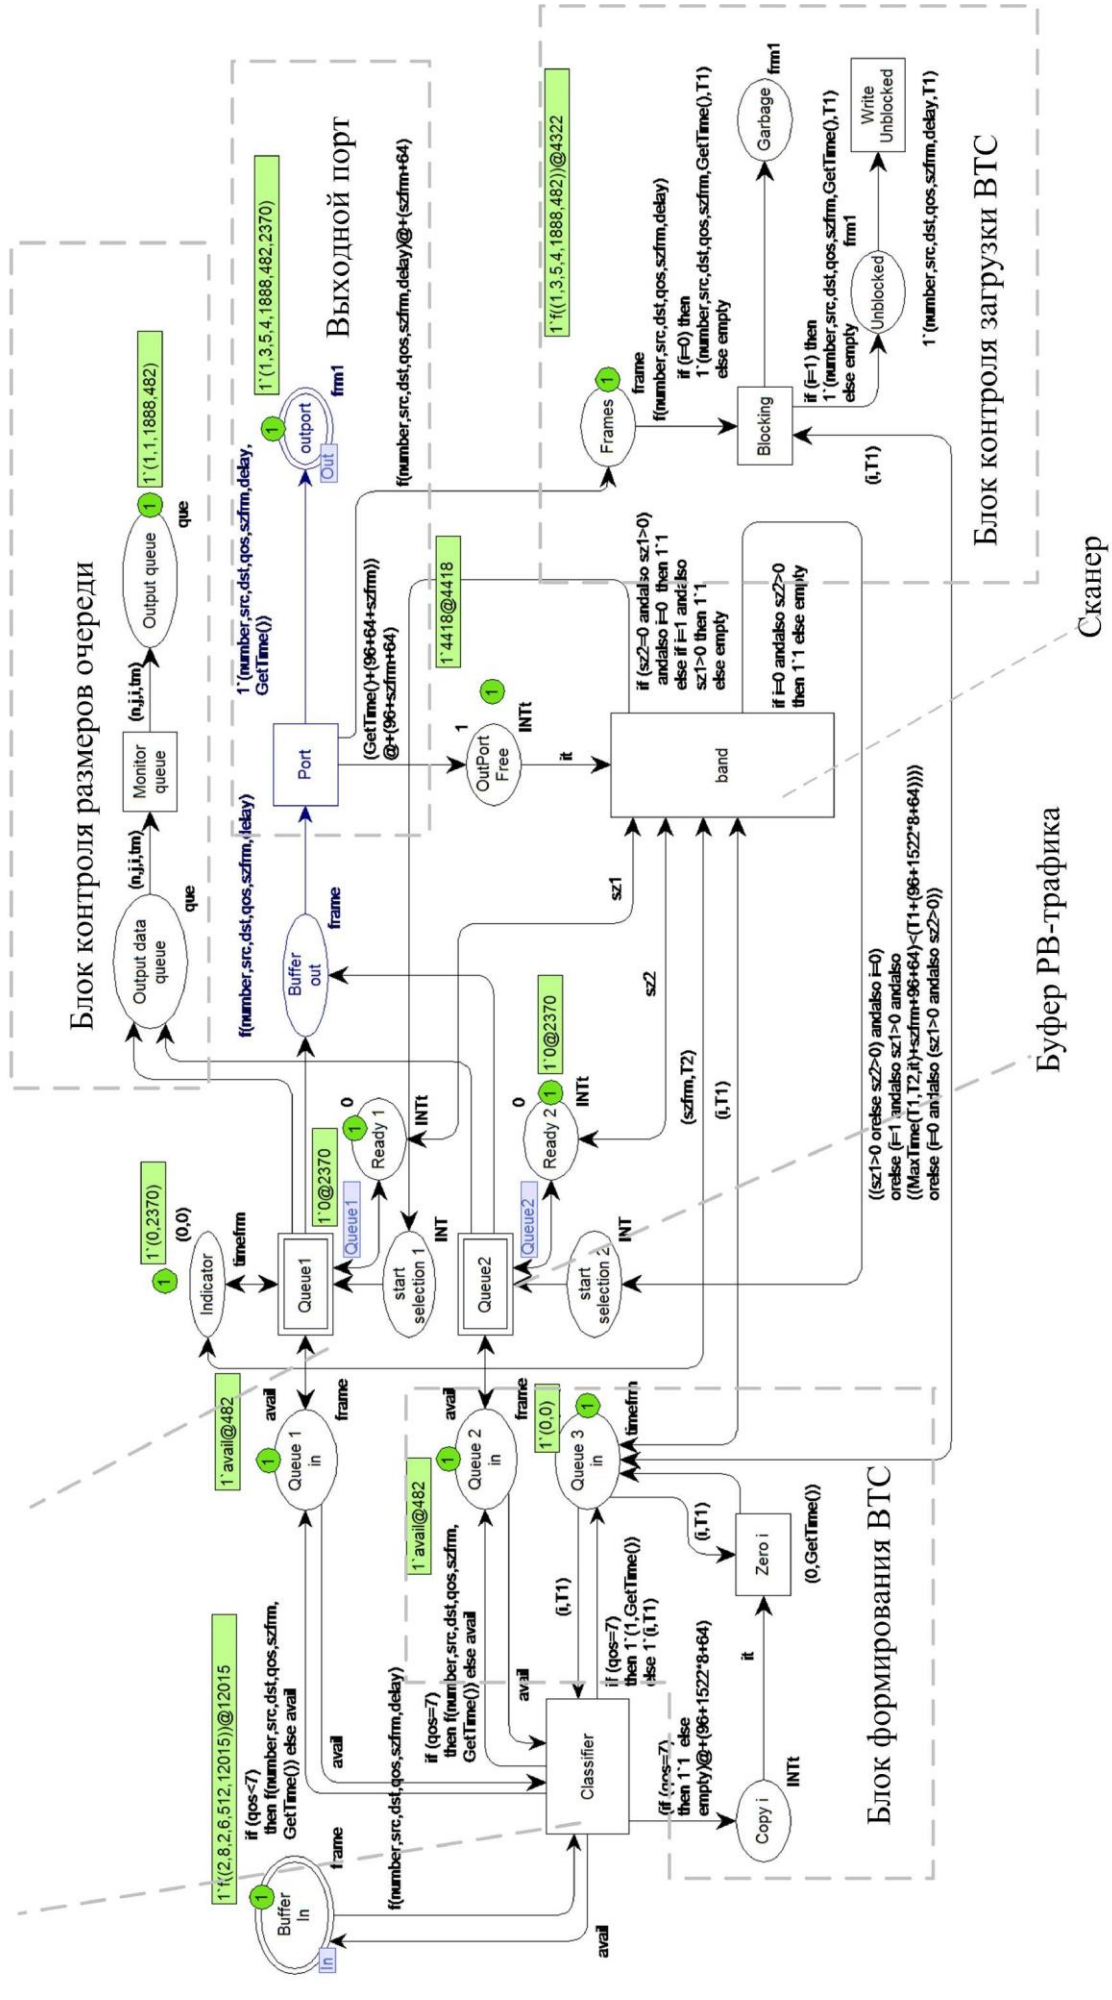 Блок контроля размеров очереди
Output data
queue
que
(n,j,i,tm)
Monitor
queue
(n,j,i,tm)
Output queue
1
1`(1,1,1888,482)
que
Выходной порт
f(number,src,dst,qos,szfrm,delay)
Buffer
out
frame
Port
1`(number,src,dst,qos,szfrm,delay,
GetTime())
outport
Out
1
1`(1,3,5,4,1888,482,2370)
frm1
(GetTime()+(96+64+szfrm))
@+(96+szfrm+64)
f(number,src,dst,qos,szfrm,delay)@+(szfrm+64)
1
OutPort
Free
INTt
1
1`4418@4418
it
band
if (sz2=0 andalso sz1>0)
andalso i=0 then 1`1
else if i=1 andalso
sz1>0 then 1`1
else empty
if i=0 andalso sz2>0
then 1`1 else empty
Frames
1
1`f((1,3,5,4,1888,482))@4322
frame
f(number,src,dst,qos,szfrm,delay)
Blocking
if (i=0) then
1`(number,src,dst,qos,szfrm,GetTime(),T1)
else empty
Garbage
frm1
if (i=1) then
1`(number,src,dst,qos,szfrm,GetTime(),T1)
else empty
Unblocked
frm1
Write
Unblocked
1`(number,src,dst,qos,szfrm,delay,T1)
(i,T1)
Блок контроля загрузки ВТС
Сканер
Буфер РВ-трафика
1`(0,2370)
1
(0,0)
Indicator
timefrm
Queue1
1`0@2370
Queue1
1
0
Ready 1
INTt
start
selection 1
INT
Queue2
Queue2
0
1
1`0@2370
Ready 2
INTt
start
selection 2
INT
sz1
sz2
(szfrm,T2)
(i,T1)
((sz1>0 orelse sz2>0) andalso i=0)
orelse (i=1 andalso sz1>0 andalso
((MaxTime(T1,T2,it)+szfrm+96+64)<(T1+(96+1522*8+64))))
orelse (i=0 andalso (sz1>0 andalso sz2>0))
1`avail@482
1
Queue 1
in
avail
frame
1`avail@482
1
Queue 2
in
avail
frame
1`(0,0)
1
Queue 3
in
timefrm
1`f((2,8,2,6,512,12015))@12015
1
Buffer
In
In
frame
if (qos<7)
then f(number,src,dst,qos,szfrm,
GetTime()) else avail
avail
f(number,src,dst,qos,szfrm,delay)
avail
Classifier
if (qos=7)
then f(number,src,dst,qos,szfrm,
GetTime()) else avail
avail
(i,T1)
if (qos=7)
then 1`(1,GetTime())
else 1`(i,T1)
(if (qos=7)
then 1`1 else
empty)@+(96+1522*8+64)
Copy i
INTt
it
Zero i
(i,T1)
(0,GetTime())
Блок формирования ВТС